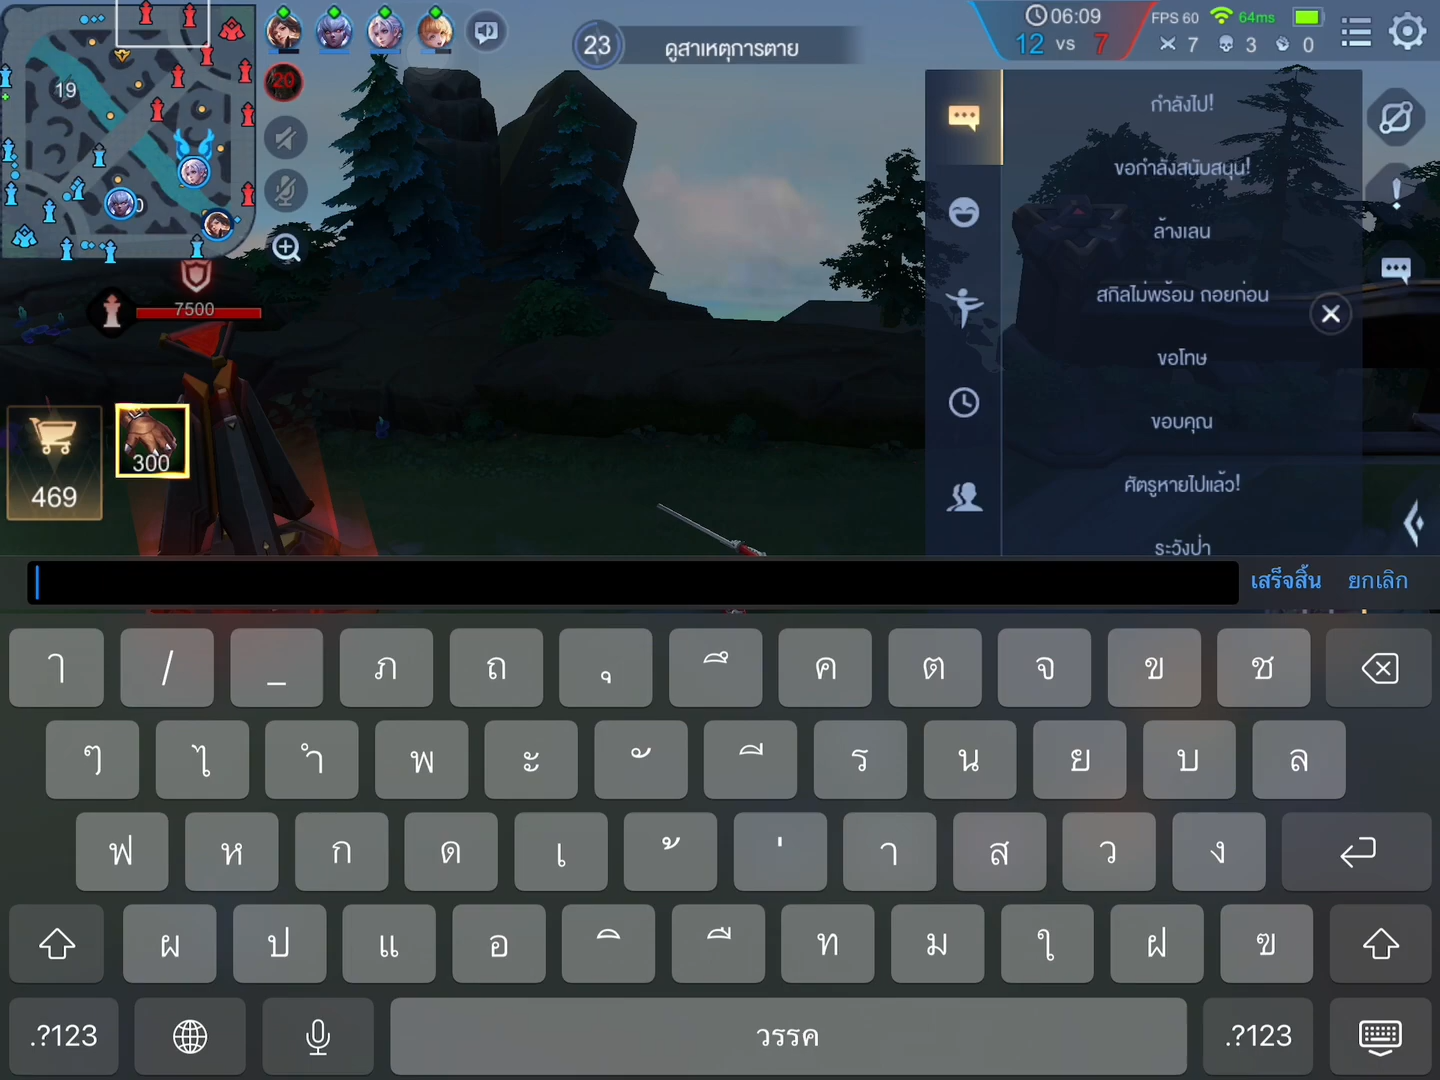 19
20
23
ดูสาเหตุการตาย
06:09
12 vs 7
FPS 60
64ms
7
3
0
7500
300
469
กำลังไป!
ขอกำลังสนับสนุน!
ล้างเลน
สกิลไม่พร้อม ถอยก่อน
ขอโทษ
ขอบคุณ
ศัตรูหายไปแล้ว!
ระวังป่า
เสร็จสิ้น
ยกเลิก
ๅ / _ ภ ถ ุ ึ ค ต จ ข ช
ๆ ไ ำ พ ะ ั ี ร น ย บ ล
ฟ ห ก ด เ ้ ่ า ส ว ง
ผ ป แ อ ิ ื ท ม ใ ฝ ฃ
.?123 วรรค .?123